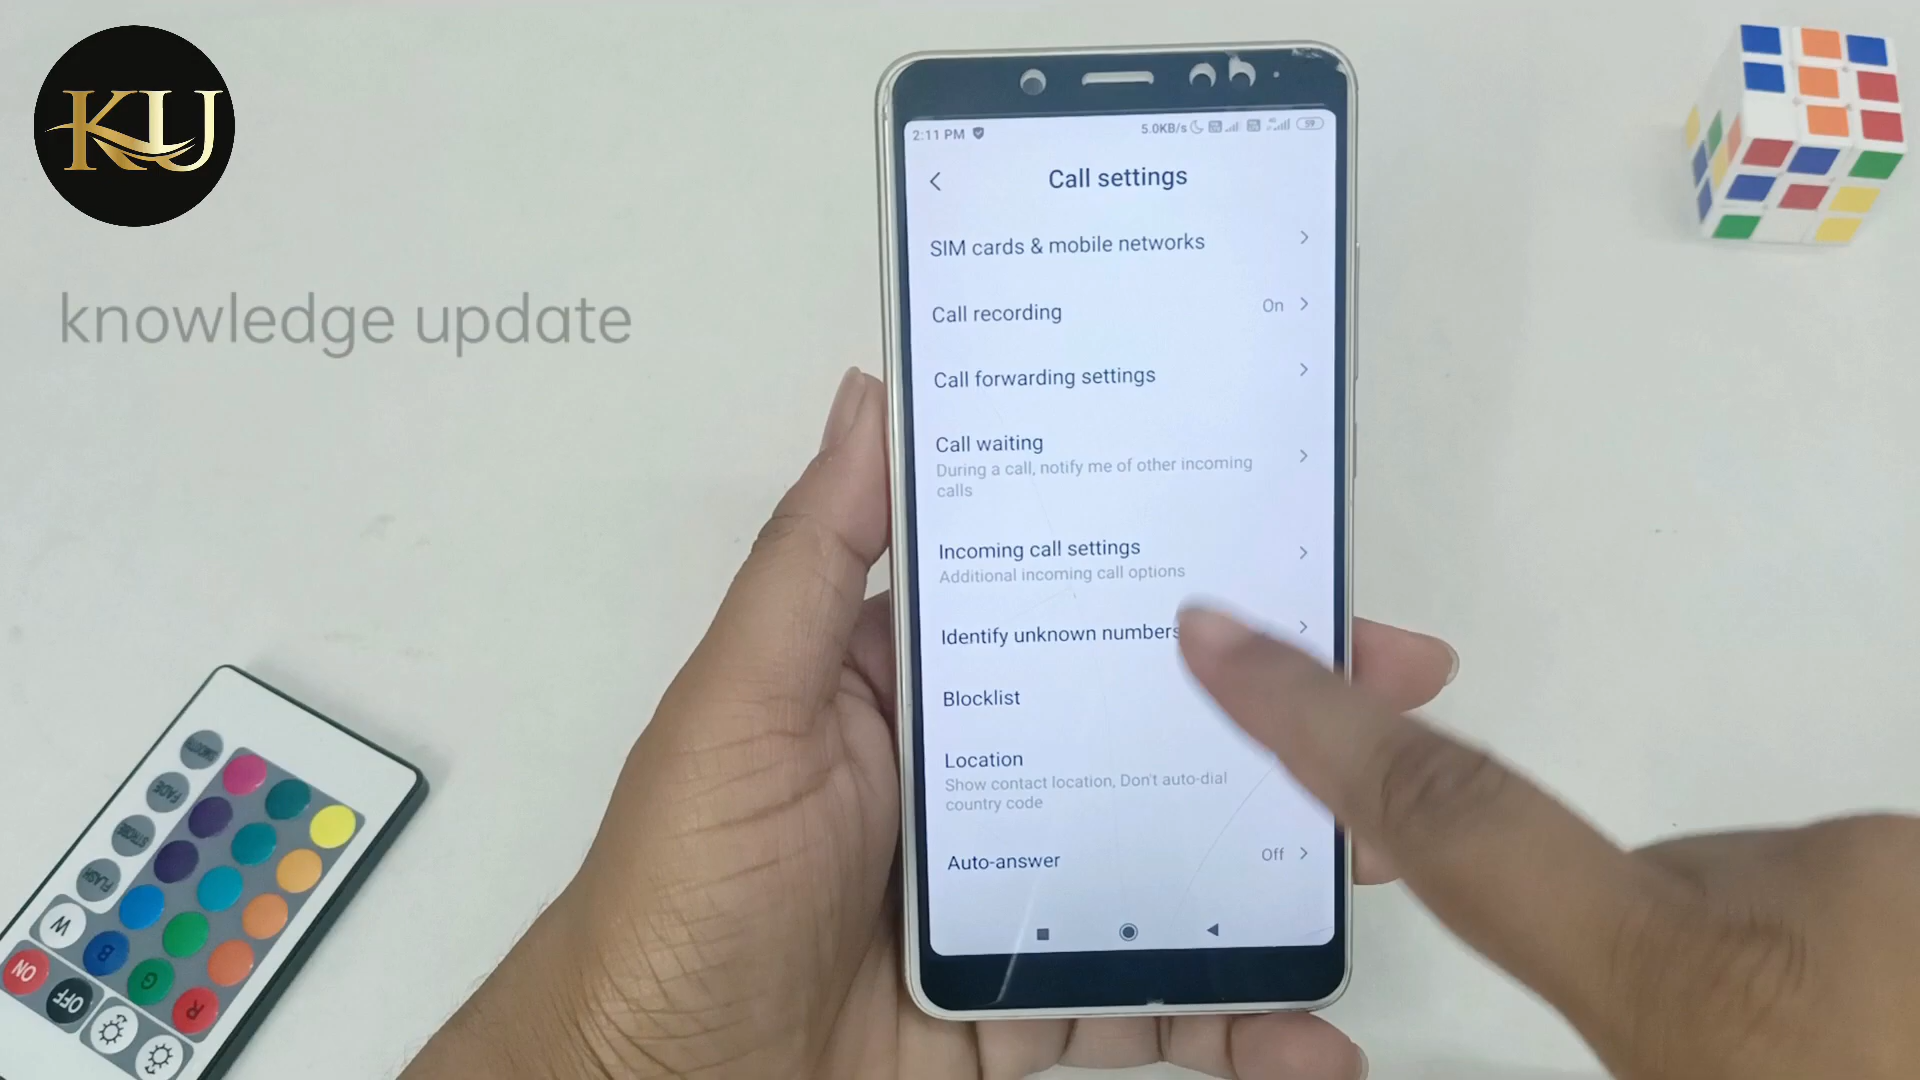 KU
knowledge update
2:11 PM
5.0KB/s
59
Call settings
SIM cards & mobile networks
Call recording
On
Call forwarding settings
Call waiting
During a call, notify me of other incoming
calls
Incoming call settings
Additional incoming call options
Identify unknown numbers
Blocklist
Location
Show contact location, Don't auto-dial
country code
Auto-answer
Off
SMOOTH
FADE
STROBE
FLASH
W
B
G
R
ON
OFF